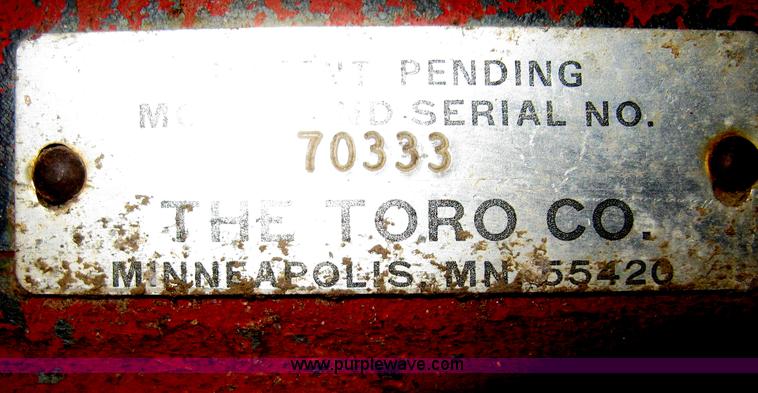 PENDING
SERIAL NO.
70333
THE TORO CO.
MINNEAPOLIS, MN 55420
www.purplewave.com